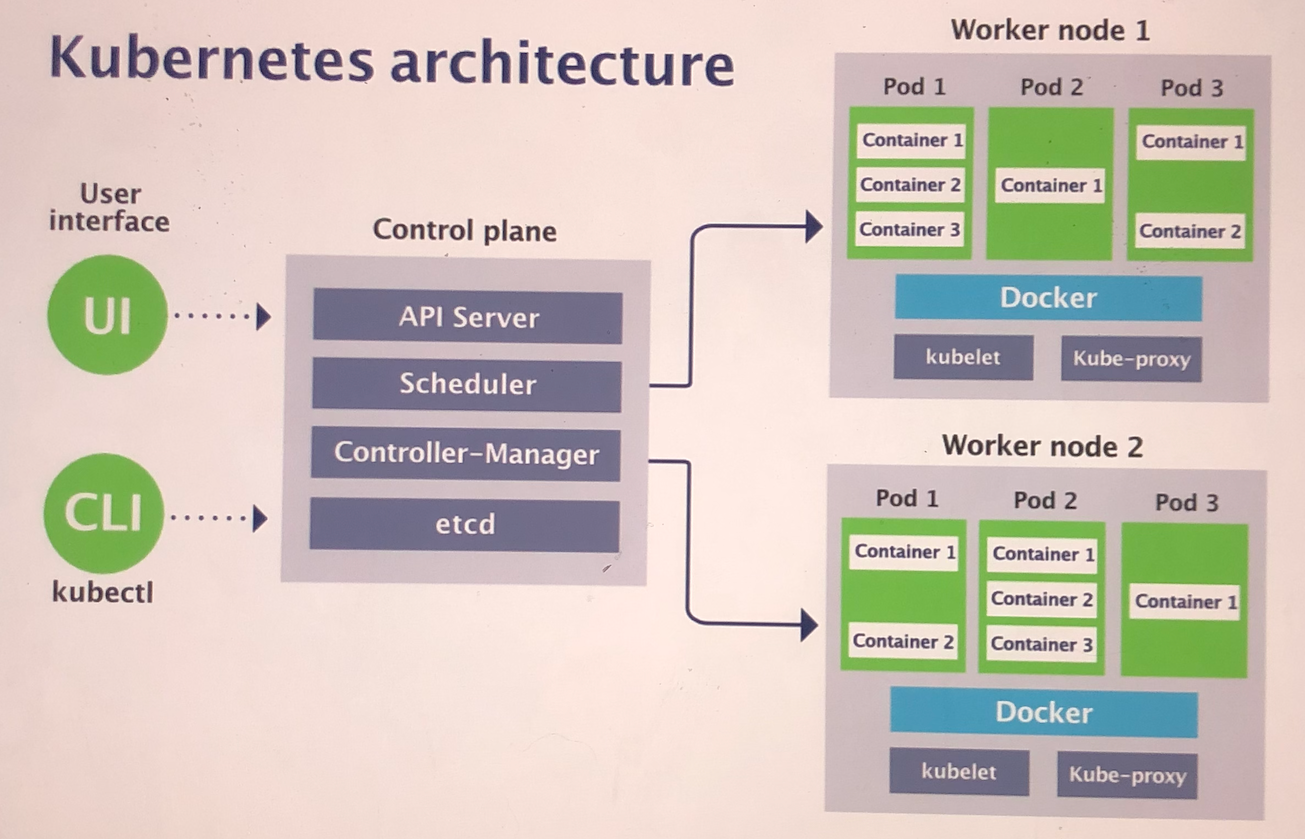 Kubernetes architecture
User
interface
UI
CLI
kubectl
Control plane
API Server
Scheduler
Controller-Manager
etcd
Worker node 1
Pod 1
Container 1
Container 2
Container 3
Pod 2
Container 1
Pod 3
Container 1
Container 2
Docker
kubelet
Kube-proxy
Worker node 2
Pod 1
Container 1
Container 2
Pod 2
Container 1
Container 2
Container 3
Pod 3
Container 1
Docker
kubelet
Kube-proxy